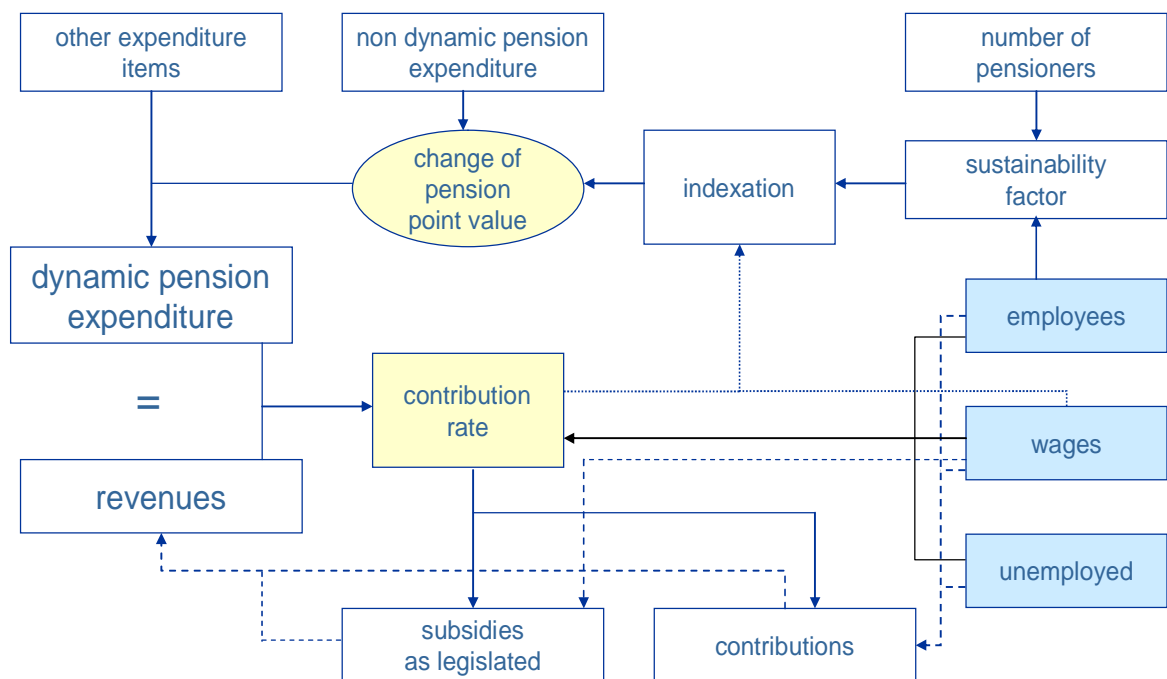 other expenditure
items
non dynamic pension
expenditure
number of
pensioners
change of
pension
point value
indexation
sustainability
factor
dynamic pension
expenditure
employees
=
contribution
rate
wages
revenues
unemployed
subsidies
as legislated
contributions